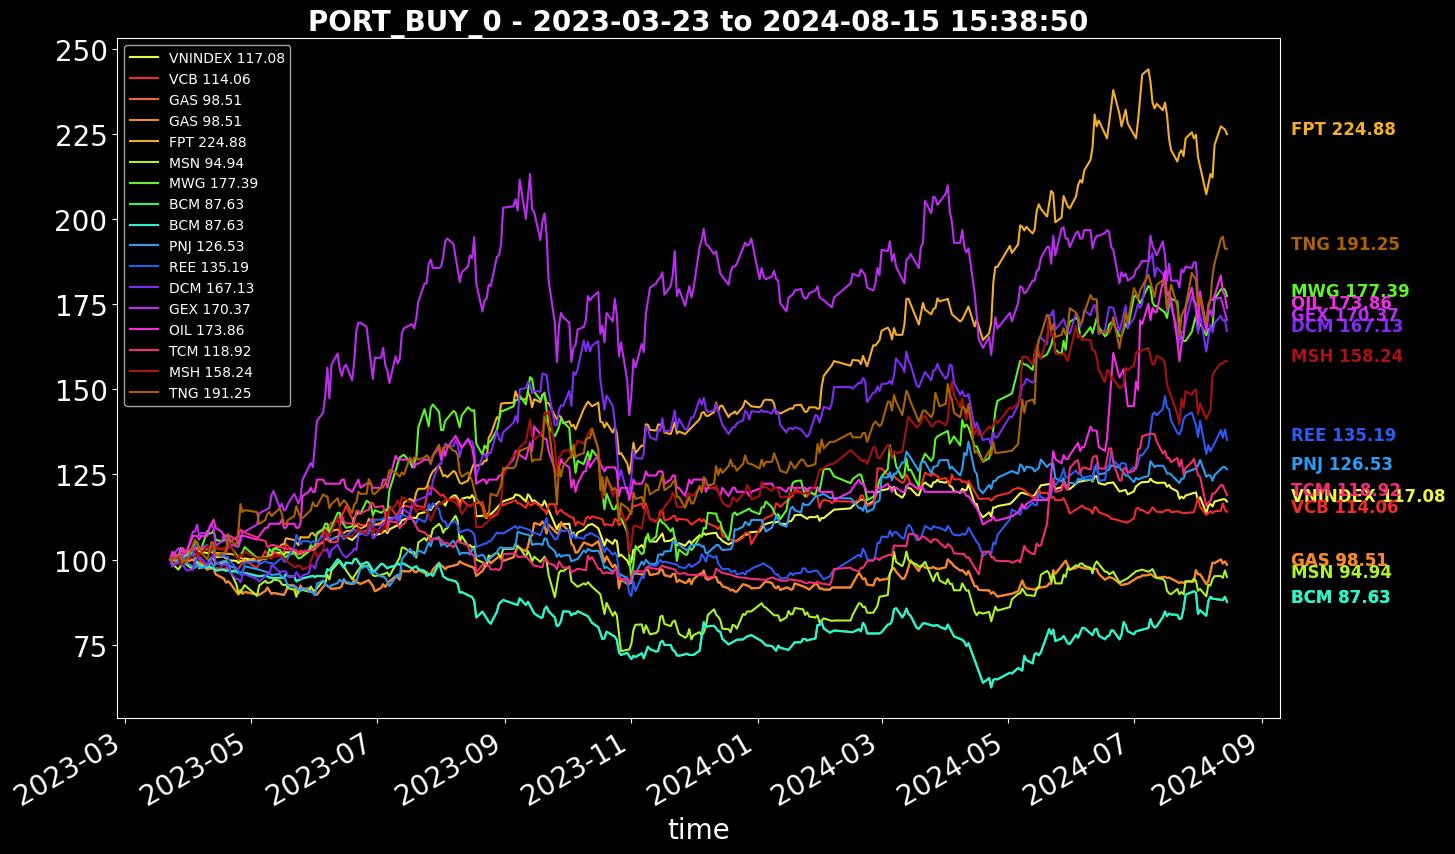 PORT_BUY_0 - 2023-03-23 to 2024-08-15 15:38:50
250
225
200
175
150
125
100
75
VNINDEX 117.08
VCB 114.06
GAS 98.51
GAS 98.51
FPT 224.88
MSN 94.94
MWG 177.39
BCM 87.63
BCM 87.63
PNJ 126.53
REE 135.19
DCM 167.13
GEX 170.37
OIL 173.86
TCM 118.92
MSH 158.24
TNG 191.25
FPT 224.88
TNG 191.25
MWG 177.39
OIL 173.86
GEX 170.37
DCM 167.13
MSH 158.24
REE 135.19
PNJ 126.53
TCM 118.92
VNINDEX 117.08
VCB 114.06
GAS 98.51
MSN 94.94
BCM 87.63
2023-03
2023-05
2023-07
2023-09
2023-11
2024-01
2024-03
2024-05
2024-07
2024-09
time